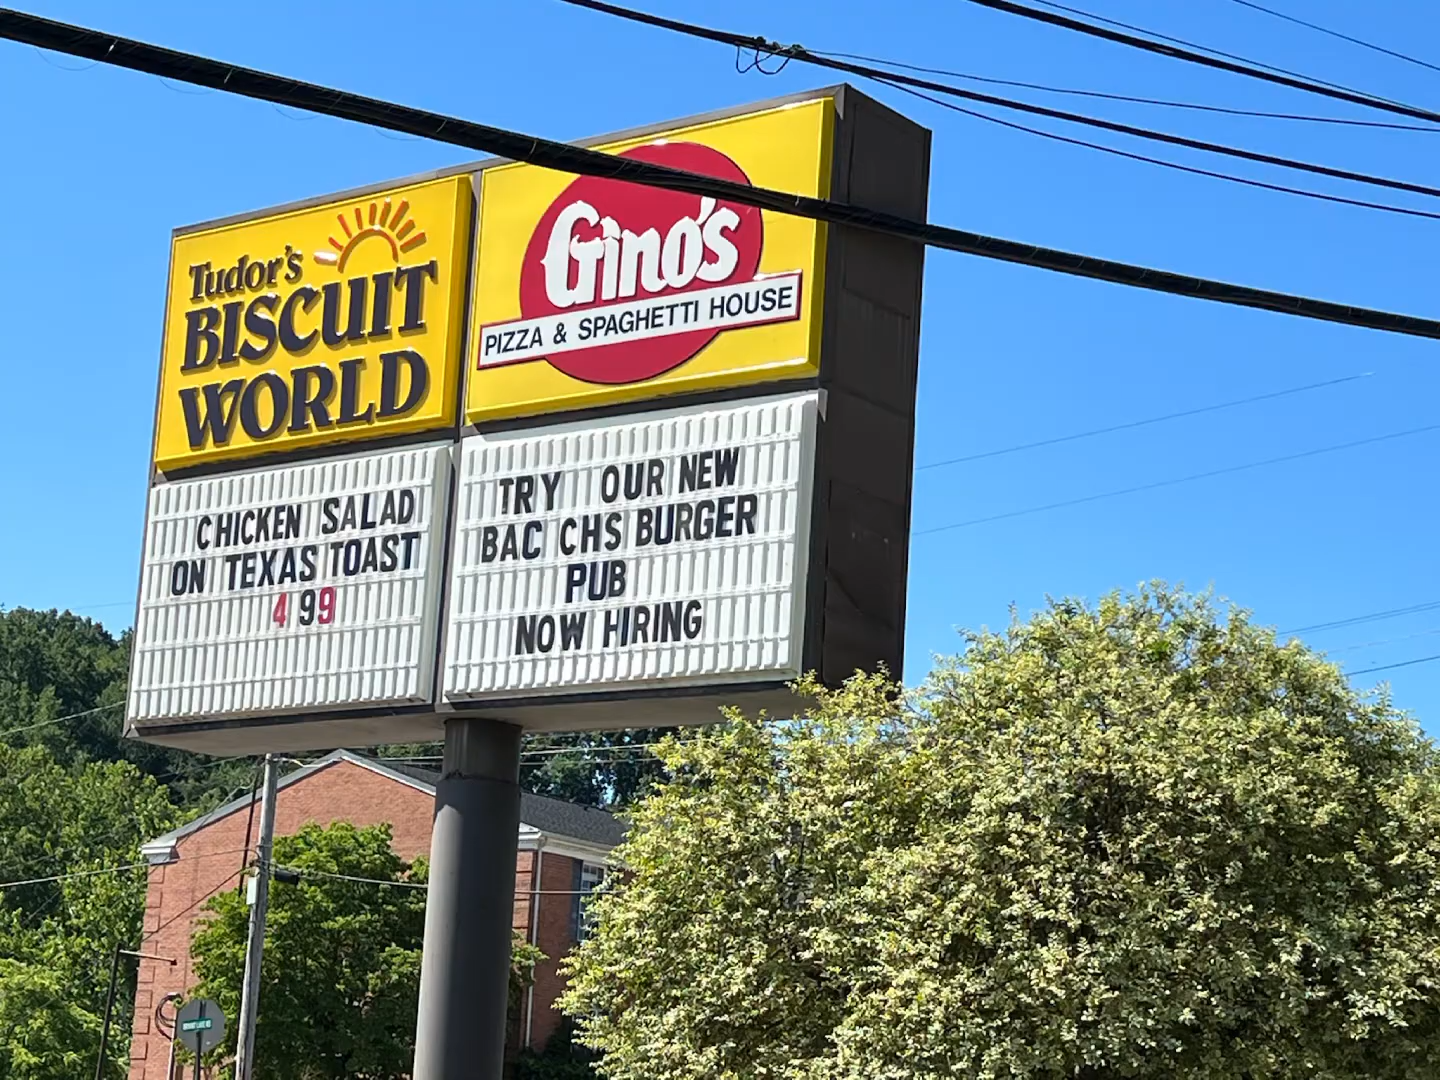 Tudor's
BISCUIT
WORLD
Gino's
PIZZA & SPAGHETTI HOUSE
CHICKEN SALAD
ON TEXAS TOAST
4 99
TRY OUR NEW
BAC CHS BURGER
PUB
NOW HIRING